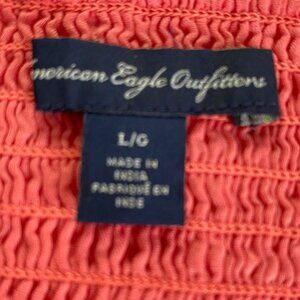 American Eagle Outfitters
L/G
MADE IN
INDIA
FABRIQUÉ EN
INDE